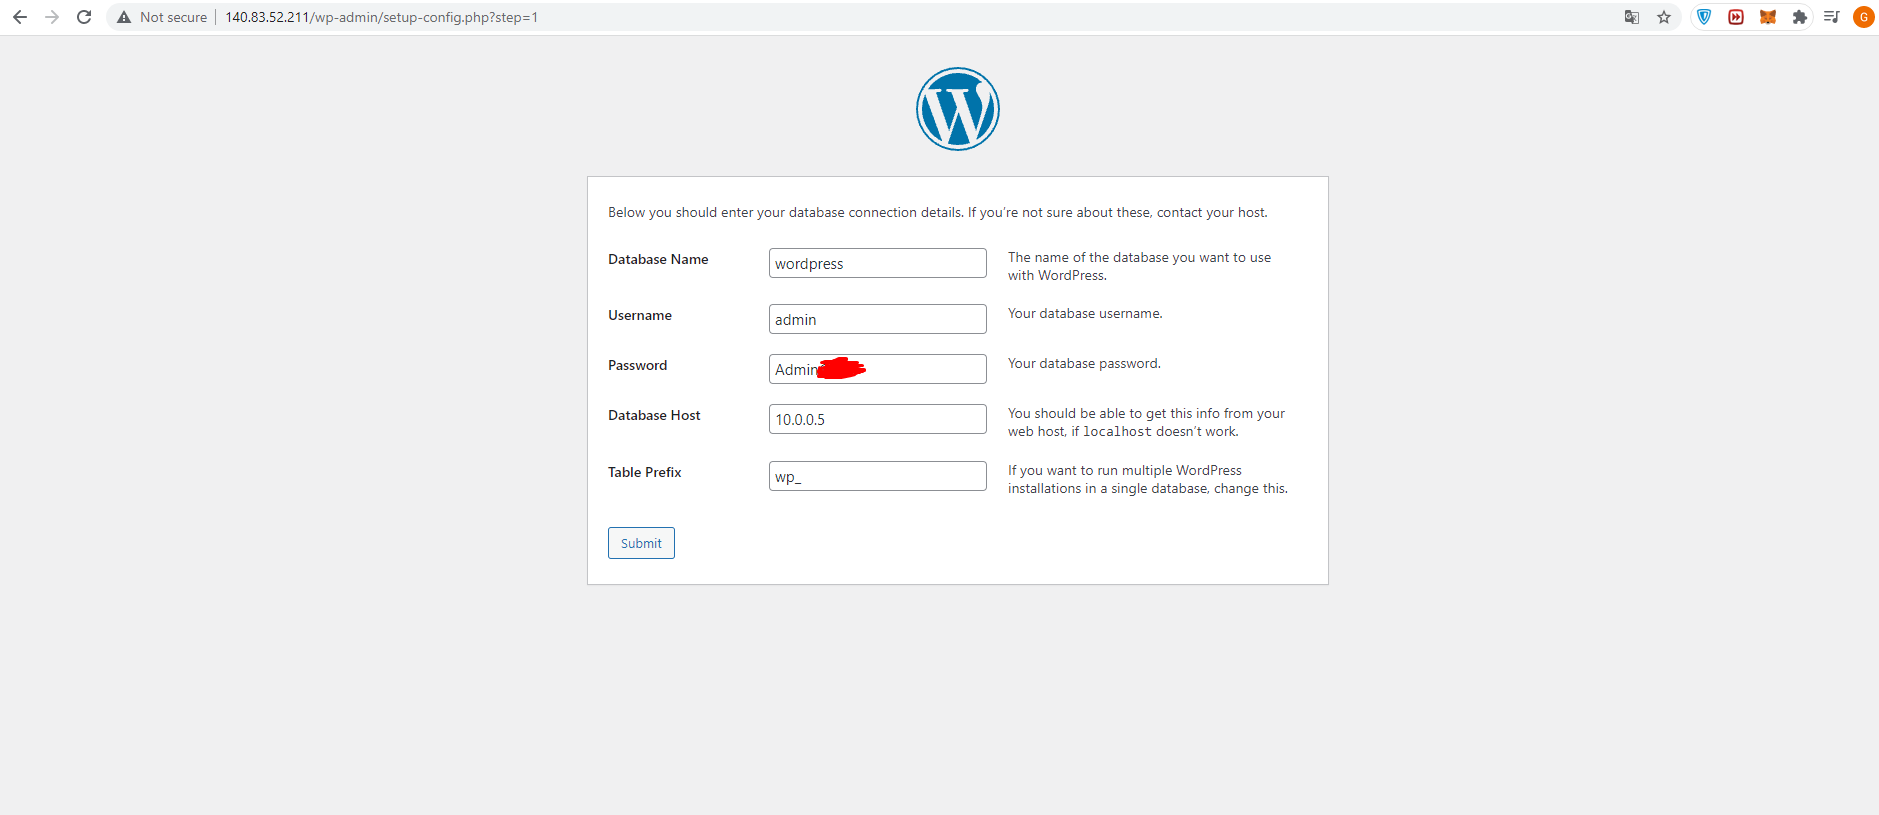 Not secure 140.83.52.211/wp-admin/setup-config.php?step=1
G
W
Below you should enter your database connection details. If you're not sure about these, contact your host.
Database Name wordpress The name of the database you want to use
with WordPress.
Username admin Your database username.
Password Admin Your database password.
Database Host 10.0.0.5 You should be able to get this info from your
web host, if localhost doesn't work.
Table Prefix wp_ If you want to run multiple WordPress
installations in a single database, change this.
Submit